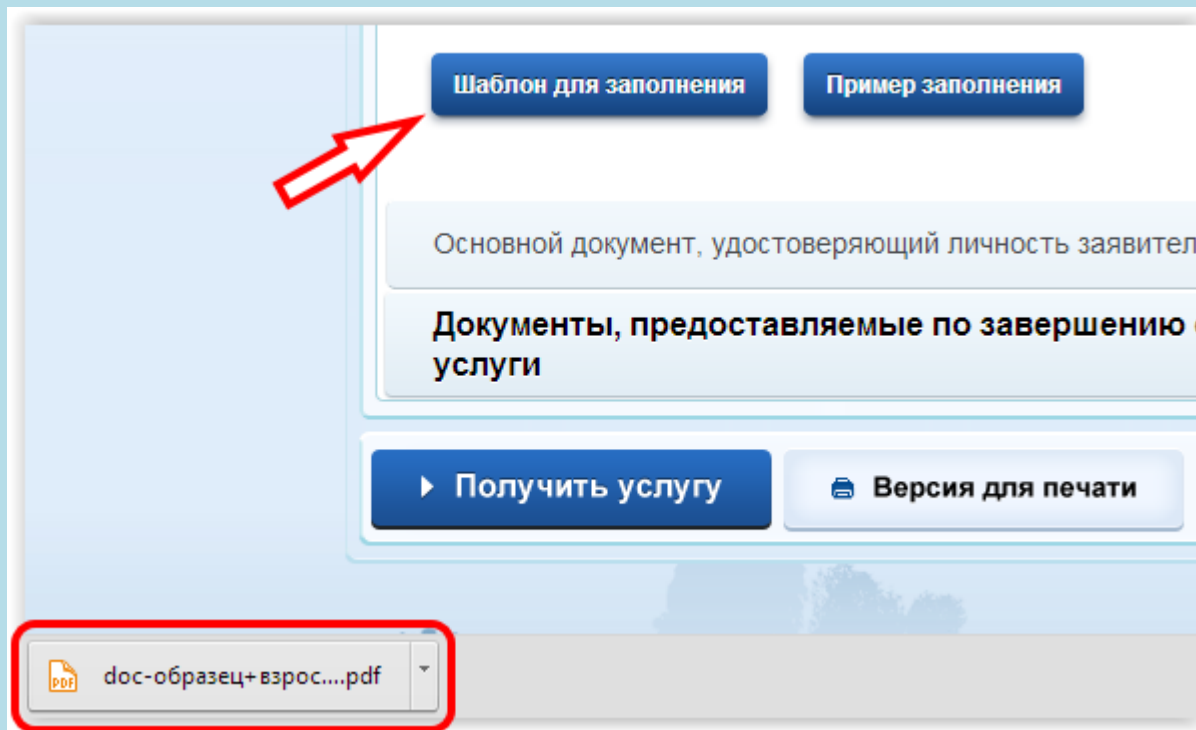 Шаблон для заполнения
Пример заполнения
Основной документ, удостоверяющий личность
Документы, предоставляемые по завершению
услуги
Получить услугу
Версия для печати
PDF
doc-образец+взрос....pdf